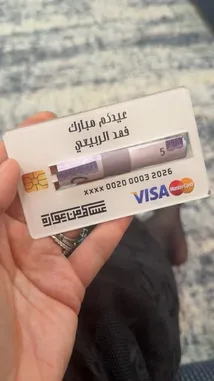 عيدكم مبارك
فهد الربيعي
5
xxxx 0020 0003 2026
VISA
MasterCard
عساكم من عواده